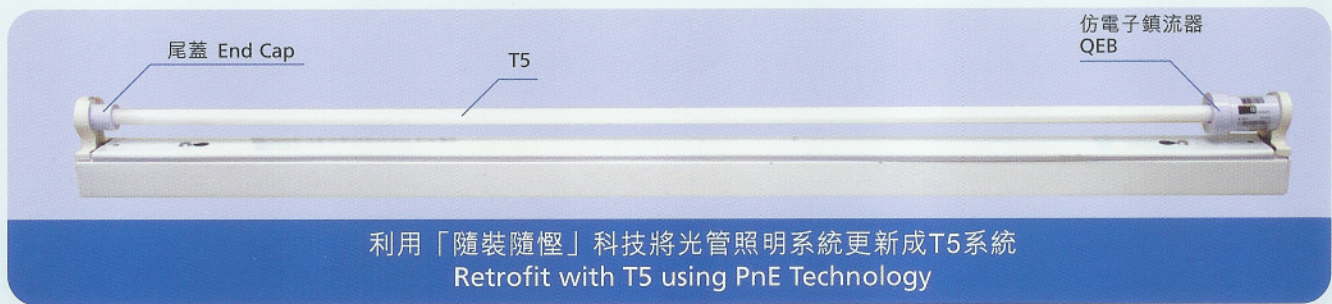 尾蓋 End Cap
T5
仿電子鎮流器
QEB
利用「隨裝隨慳」科技將光管照明系統更新成T5系統
Retrofit with T5 using PnE Technology